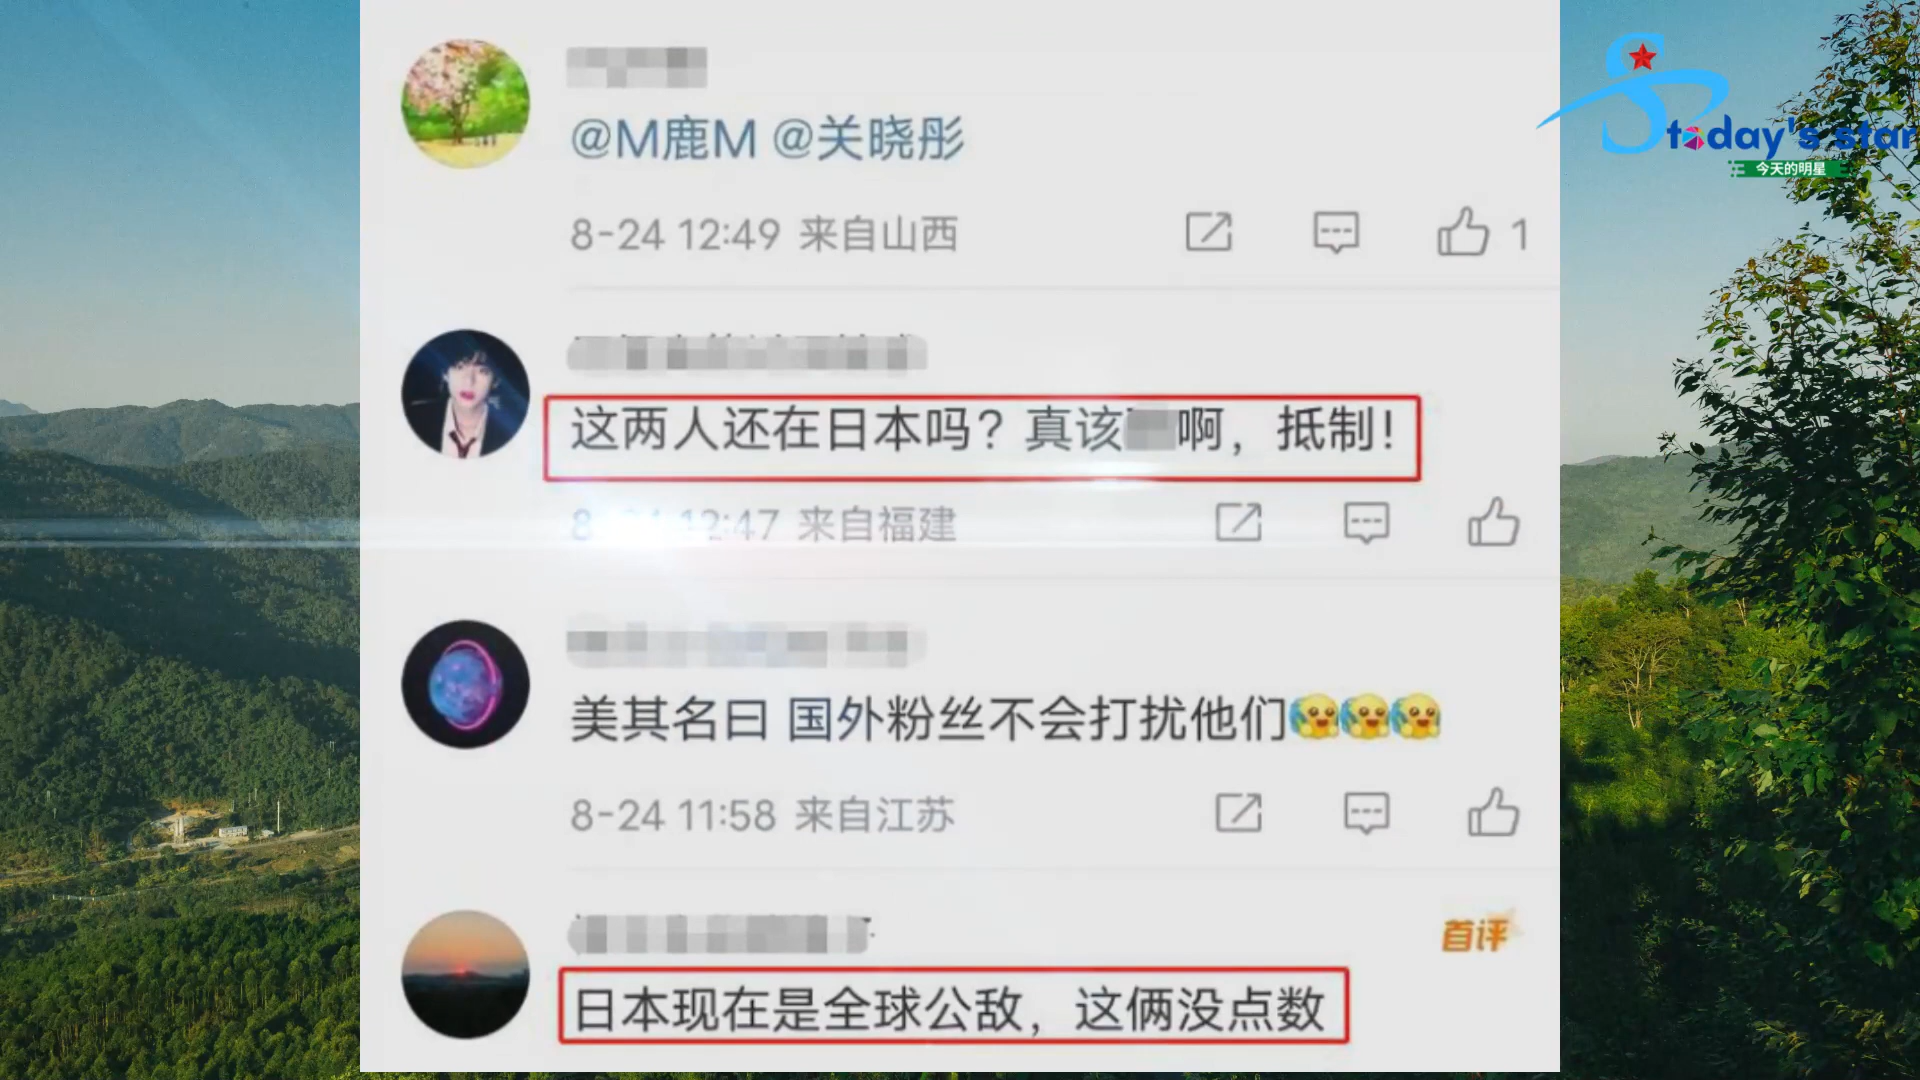 @M鹿M @关晓彤
8-24 12:49 来自山西
1
这两人还在日本吗？真该 啊，抵制！
8-24 12:47 来自福建
美其名曰 国外粉丝不会打扰他们
8-24 11:58 来自江苏
首评
日本现在是全球公敌，这俩没点数
today's star
今天的明星